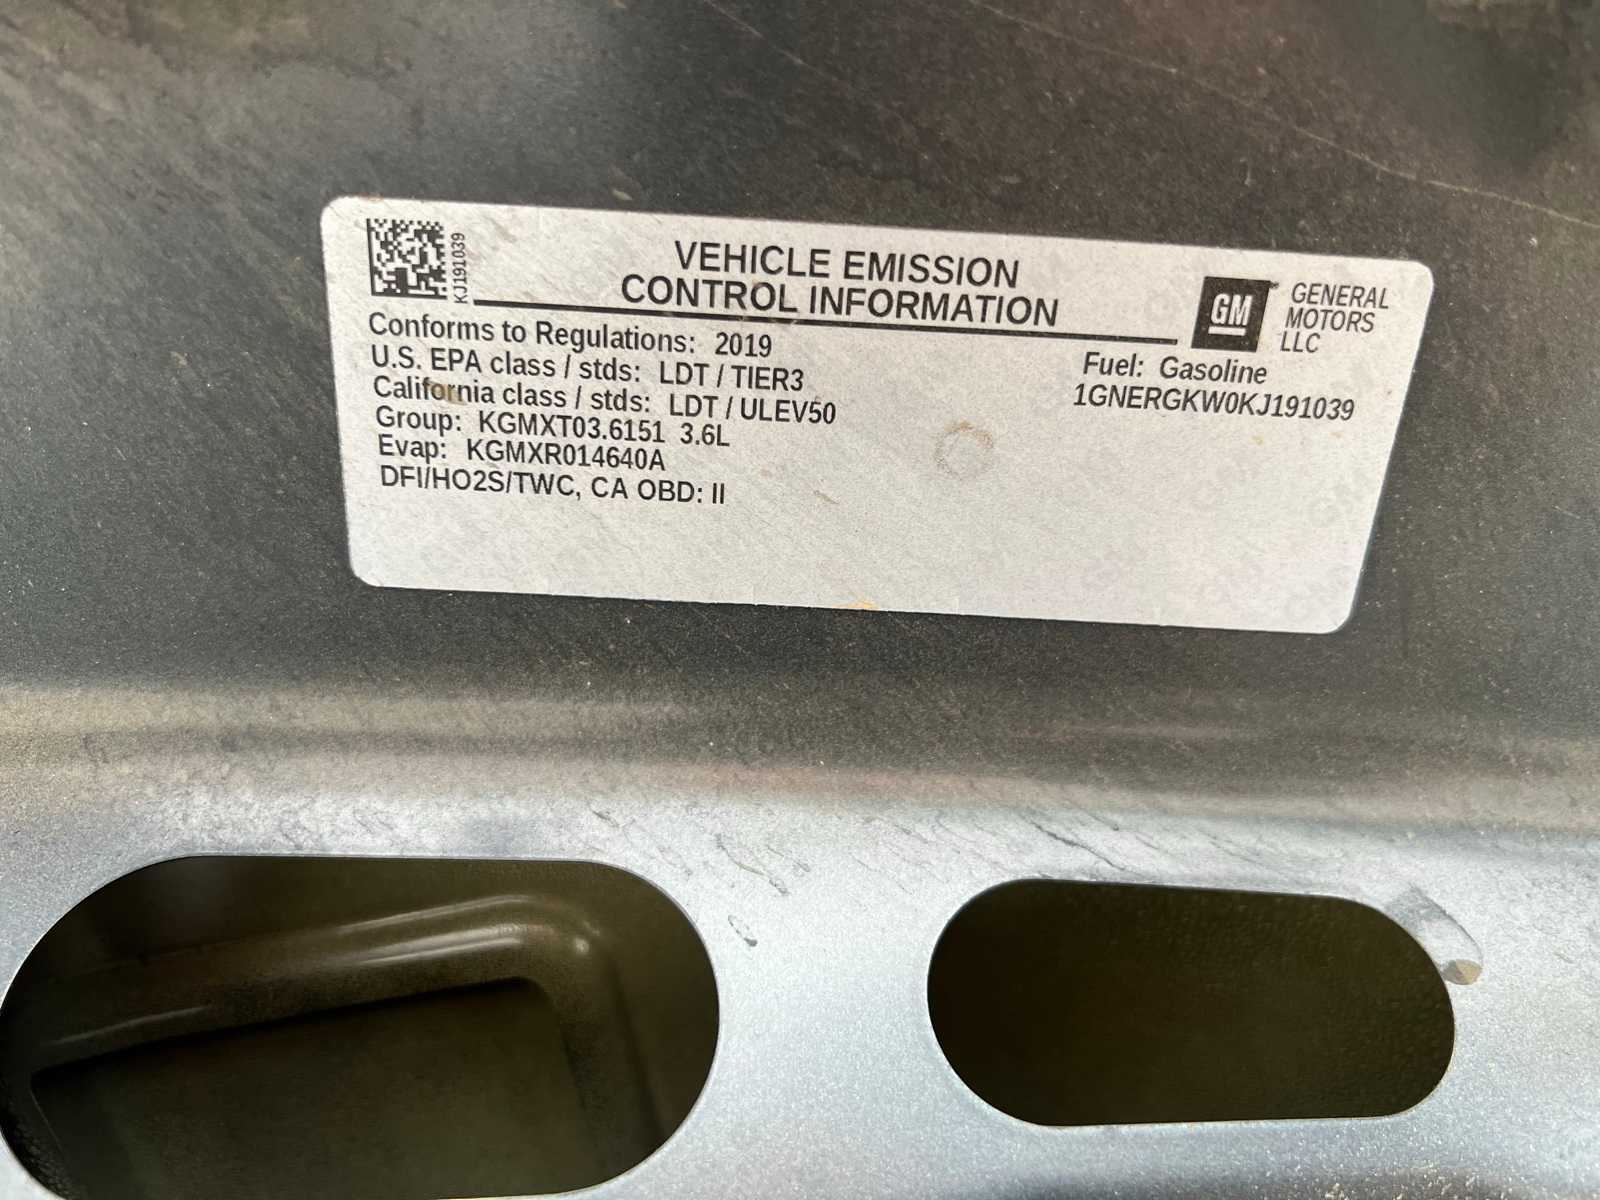 KJ191039
VEHICLE EMISSION
CONTROL INFORMATION
GM
GENERAL
MOTORS
LLC
Conforms to Regulations: 2019
U.S. EPA class / stds: LDT / TIER3
California class / stds: LDT / ULEV50
Group: KGMXT03.6151 3.6L
Evap: KGMXR014640A
DFI/HO2S/TWC, CA OBD: II
Fuel: Gasoline
1GNERGKW0KJ191039